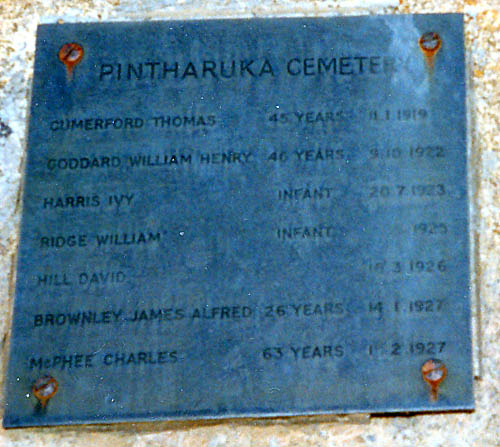 PINTHARUKA CEMETERY
CUMERFORD THOMAS 45 YEARS 11.1.1919
GODDARD WILLIAM HENRY 46 YEARS 9.10.1922
HARRIS IVY INFANT 20.7.1923
RIDGE WILLIAM INFANT 1925
HILL DAVID 3.1926
BROWNLEY JAMES ALFRED 26 YEARS 14.1.1927
McPHEE CHARLES 63 YEARS 2.1927